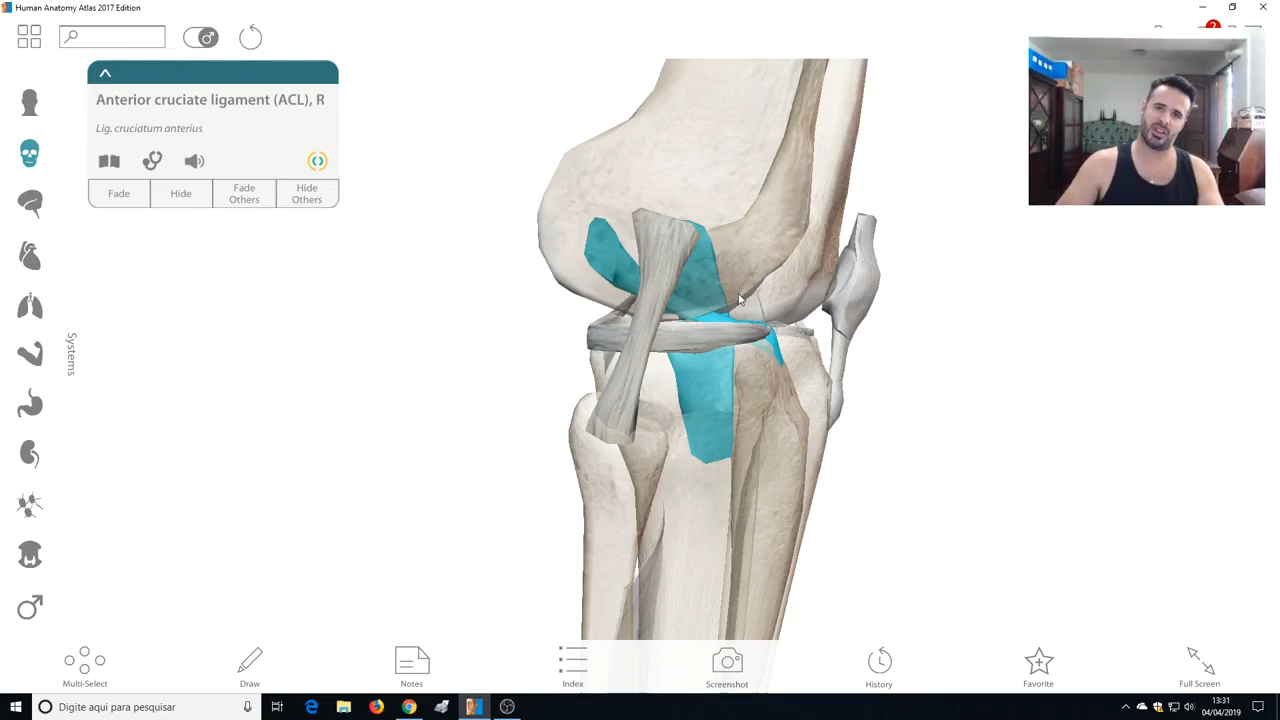 Human Anatomy Atlas 2017 Edition
2
Anterior cruciate ligament (ACL), R
Lig. cruciatum anterius
Fade
Hide
Fade
Others
Hide
Others
Systems
Multi-Select
Draw
Notes
Index
Screenshot
History
Favorite
Full Screen
Digite aqui para pesquisar
13:31
04/04/2019